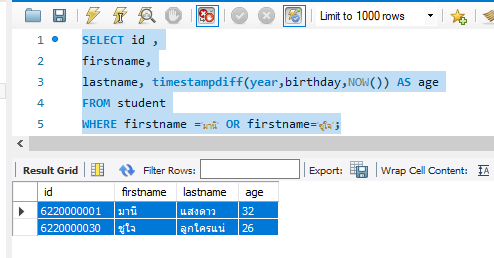 Limit to 1000 rows
1 SELECT id ,
2 firstname,
3 lastname, timestampdiff(year,birthday,NOW()) AS age
4 FROM student
5 WHERE firstname ='มานี' OR firstname='ชูใจ';
Result Grid Filter Rows: Export: Wrap Cell Content:
id firstname lastname age
6220000001 มานี แสงดาว 32
6220000030 ชูใจ ลูกใครแน่ 26